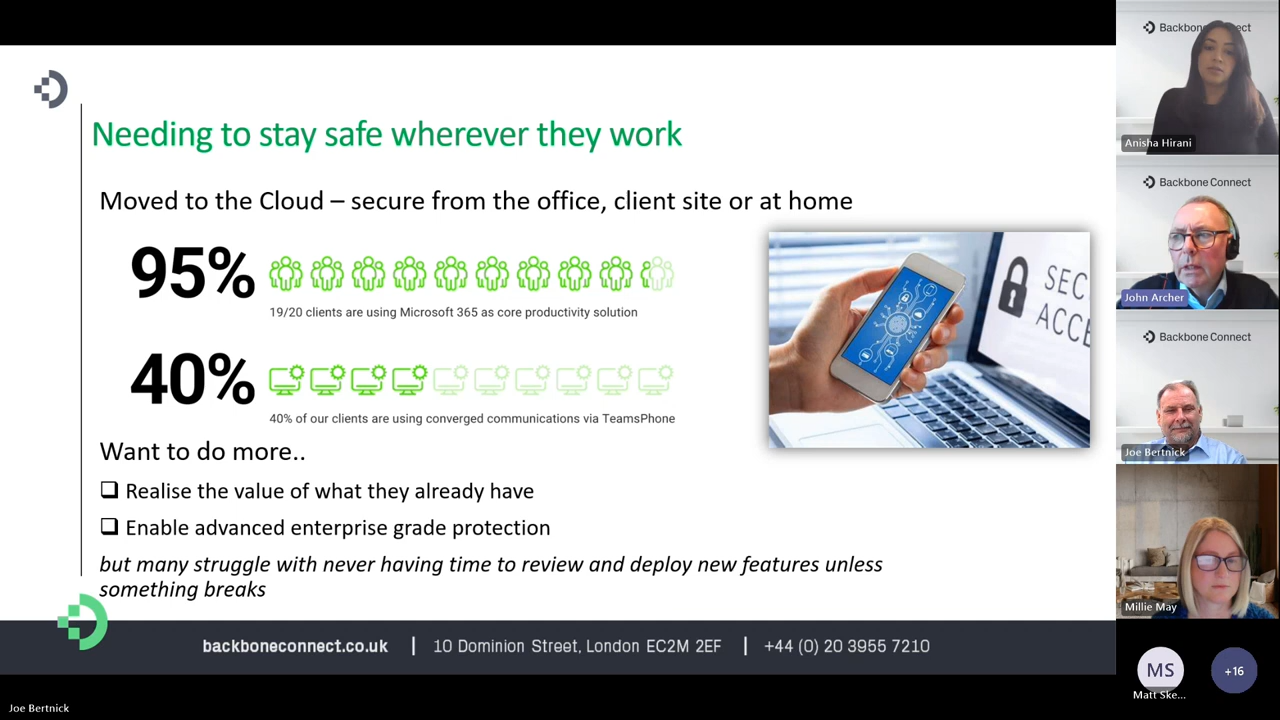 Needing to stay safe wherever they work
Moved to the Cloud – secure from the office, client site or at home
95%
19/20 clients are using Microsoft 365 as core productivity solution
40%
40% of our clients are using converged communications via TeamsPhone
SEC
ACCE
Want to do more..
Realise the value of what they already have
Enable advanced enterprise grade protection
but many struggle with never having time to review and deploy new features unless
something breaks
backboneconnect.co.uk | 10 Dominion Street, London EC2M 2EF | +44 (0) 20 3955 7210
Joe Bertnick
Backbone Connect
Anisha Hirani
Backbone Connect
John Archer
Backbone Connect
Joe Bertnick
Millie May
MS
+16
Matt Ske...